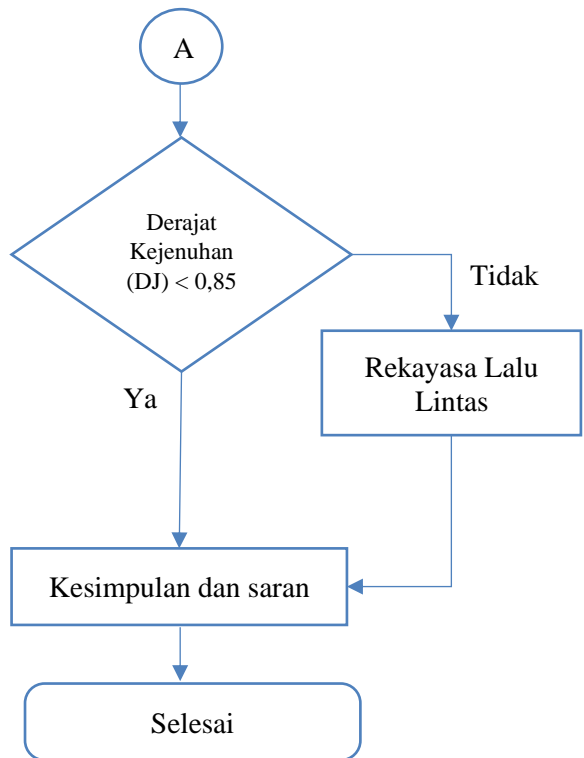 A
Derajat
Kejenuhan
(DJ) < 0,85
Tidak
Rekayasa Lalu
Lintas
Ya
Kesimpulan dan saran
Selesai